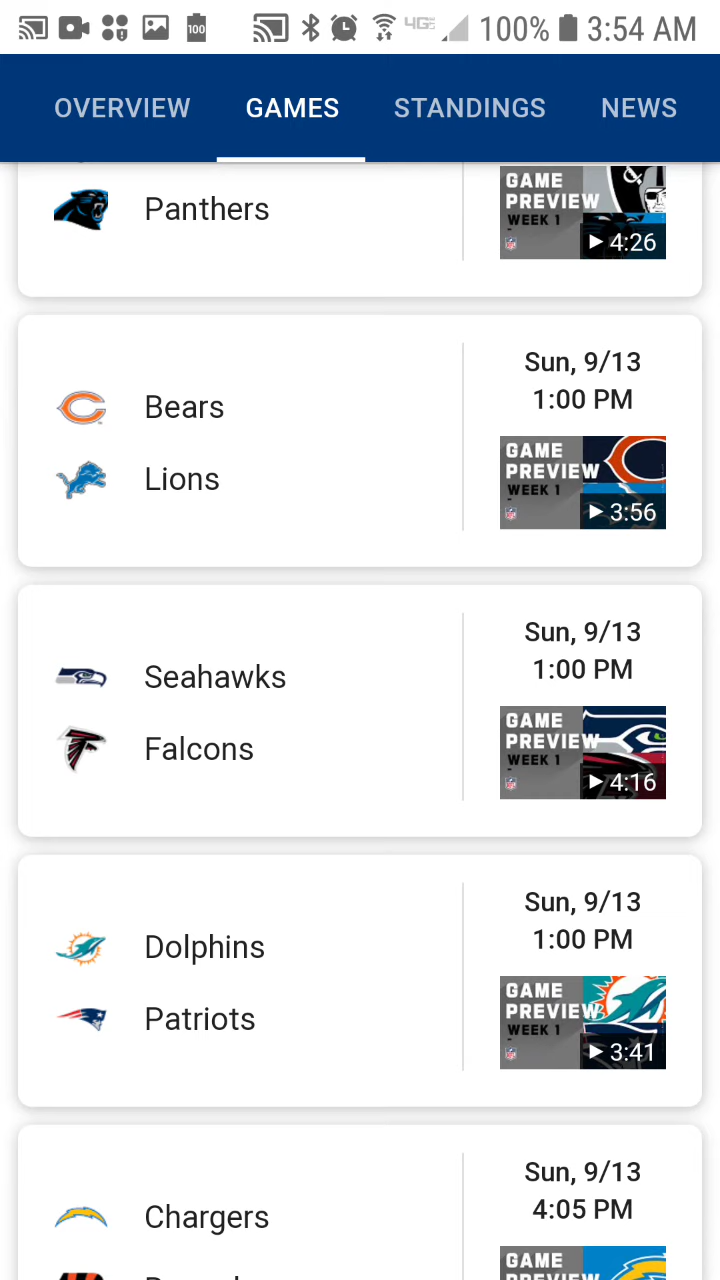 100 4GE 100% 3:54 AM
OVERVIEW GAMES STANDINGS NEWS
Panthers
GAME
PREVIEW
WEEK 1
4:26
Sun, 9/13
1:00 PM
Bears
Lions
GAME
PREVIEW
WEEK 1
3:56
Sun, 9/13
1:00 PM
Seahawks
Falcons
GAME
PREVIEW
WEEK 1
4:16
Sun, 9/13
1:00 PM
Dolphins
Patriots
GAME
PREVIEW
WEEK 1
3:41
Sun, 9/13
4:05 PM
Chargers
GAME